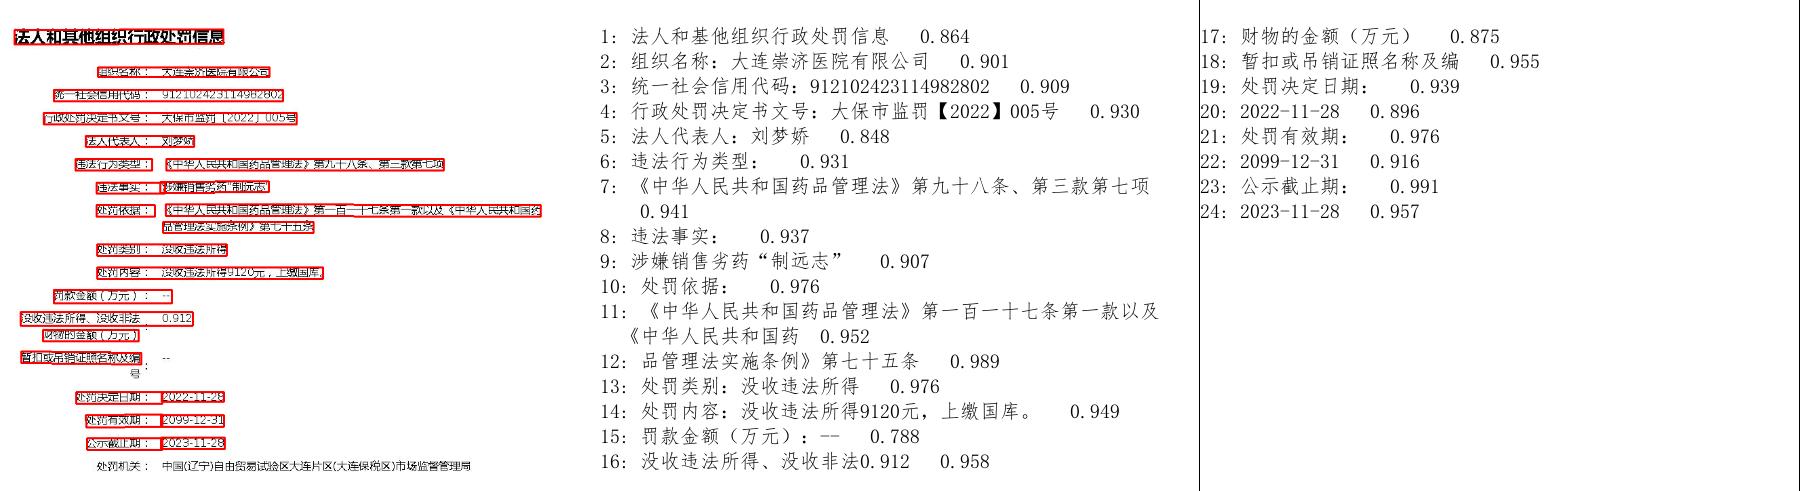 法人和其他组织行政处罚信息
组织名称： 大连崇济医院有限公司
统一社会信用代码： 912102423114982802
行政处罚决定书文号： 大保市监罚〔2022〕005号
法人代表人： 刘梦娇
违法行为类型： 《中华人民共和国药品管理法》第九十八条、第三款第七项
违法事实： 涉嫌销售劣药“制远志”
处罚依据： 《中华人民共和国药品管理法》第一百一十七条第一款以及《中华人民共和国药
品管理法实施条例》第七十五条
处罚类别： 没收违法所得
处罚内容： 没收违法所得9120元，上缴国库。
罚款金额（万元）： --
没收违法所得、没收非法 0.912
财物的金额（万元） ：
暂扣或吊销证照名称及编 --
号 ：
处罚决定日期： 2022-11-28
处罚有效期： 2099-12-31
公示截止期： 2023-11-28
处罚机关： 中国(辽宁)自由贸易试验区大连片区(大连保税区)市场监督管理局
1: 法人和基他组织行政处罚信息 0.864
2: 组织名称：大连崇济医院有限公司 0.901
3: 统一社会信用代码：912102423114982802 0.909
4: 行政处罚决定书文号：大保市监罚【2022】005号 0.930
5: 法人代表人：刘梦娇 0.848
6: 违法行为类型： 0.931
7: 《中华人民共和国药品管理法》第九十八条、第三款第七项
0.941
8: 违法事实： 0.937
9: 涉嫌销售劣药“制远志” 0.907
10: 处罚依据： 0.976
11: 《中华人民共和国药品管理法》第一百一十七条第一款以及
《中华人民共和国药 0.952
12: 品管理法实施条例》第七十五条 0.989
13: 处罚类别：没收违法所得 0.976
14: 处罚内容：没收违法所得9120元，上缴国库。 0.949
15: 罚款金额（万元）：-- 0.788
16: 没收违法所得、没收非法0.912 0.958
17: 财物的金额（万元） 0.875
18: 暂扣或吊销证照名称及编 0.955
19: 处罚决定日期： 0.939
20: 2022-11-28 0.896
21: 处罚有效期： 0.976
22: 2099-12-31 0.916
23: 公示截止期： 0.991
24: 2023-11-28 0.957